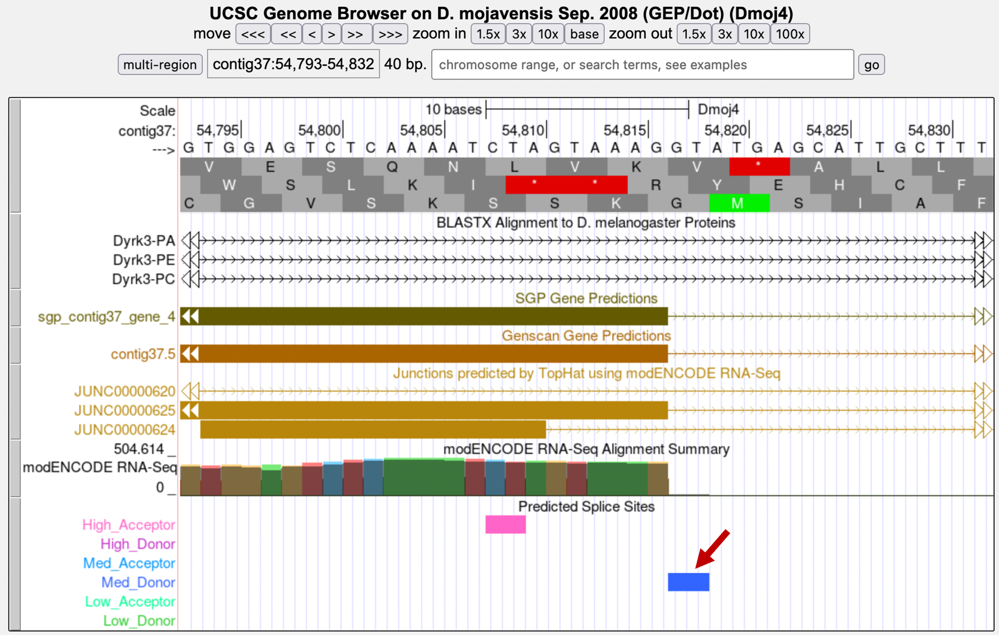 UCSC Genome Browser on D. mojavensis Sep. 2008 (GEP/Dot) (Dmoj4)
move <<< << < > >> >>> zoom in 1.5x 3x 10x base zoom out 1.5x 3x 10x 100x
multi-region contig37:54,793-54,832 40 bp. chromosome range, or search terms, see examples go
Scale 10 bases Dmoj4
contig37: 54,795 54,800 54,805 54,810 54,815 54,820 54,825 54,830
---> G T G G A G T C T C A A A A T C T A G T A A A G G T A T G A G C A T T G C T T T
V E S Q N L V K V * A L L
W S L K I * * R Y E H C F
C G V S K S S K G M S I A F
BLASTX Alignment to D. melanogaster Proteins
Dyrk3-PA
Dyrk3-PE
Dyrk3-PC
SGP Gene Predictions
sgp_contig37_gene_4
Genscan Gene Predictions
contig37.5
Junctions predicted by TopHat using modENCODE RNA-Seq
JUNC00000620
JUNC00000625
JUNC00000624
504.614 _ modENCODE RNA-Seq Alignment Summary
modENCODE RNA-Seq
0 _
Predicted Splice Sites
High_Acceptor
High_Donor
Med_Acceptor
Med_Donor
Low_Acceptor
Low_Donor